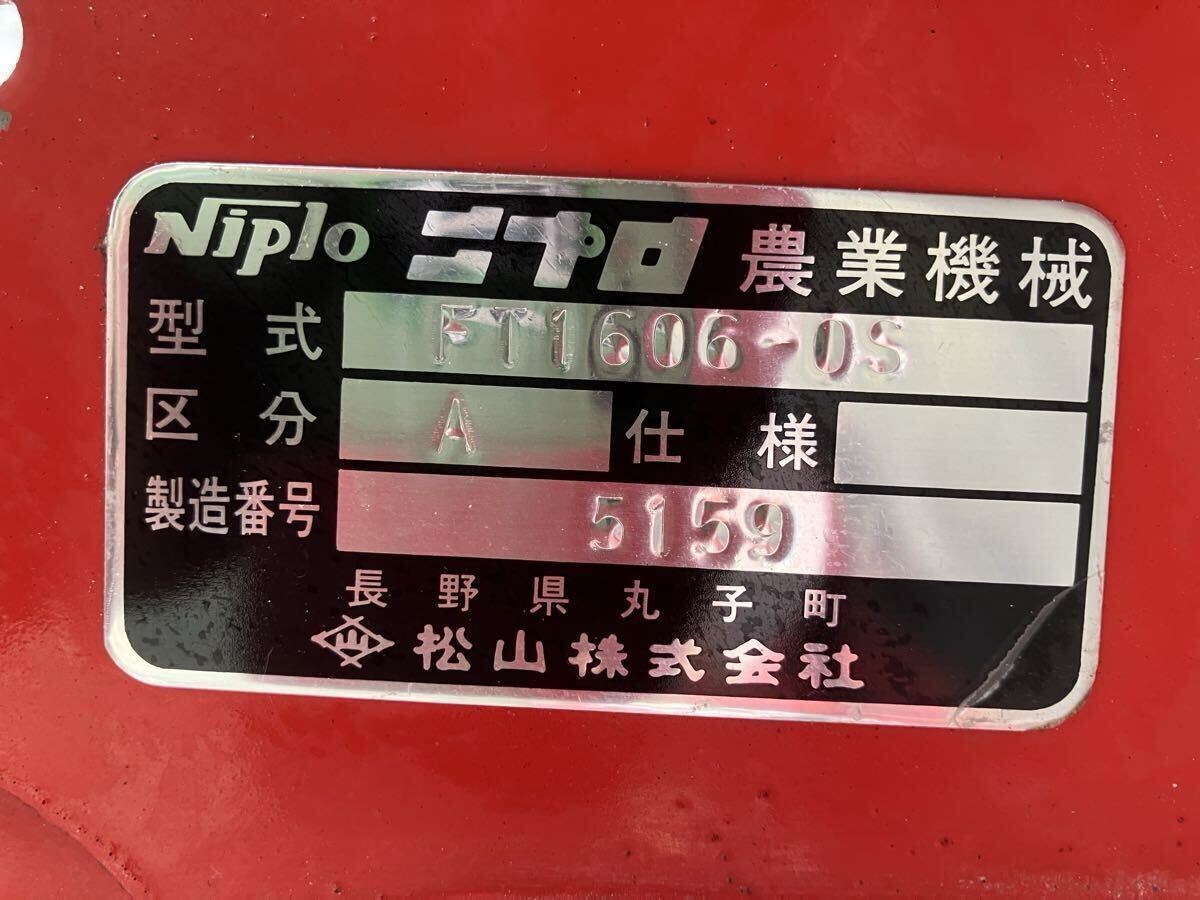 Niplo ニプロ 農業機械
型式 FT1606-0S
区分 A 仕様
製造番号 5159
長野県丸子町
松山株式会社